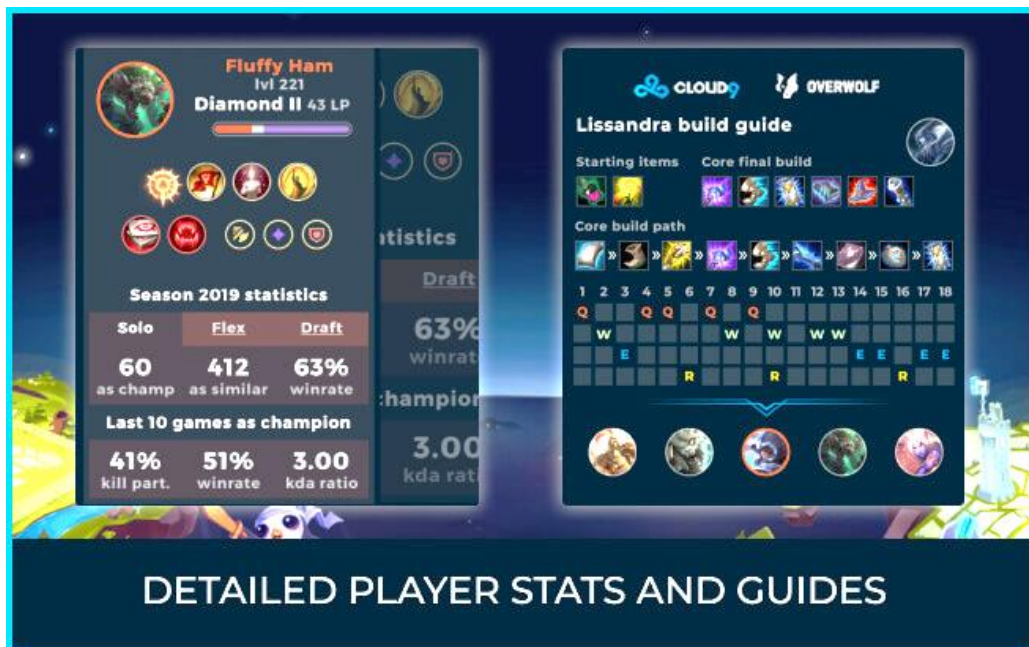 Fluffy Ham
lvl 221
Diamond II 43 LP
Season 2019 statistics
Solo Flex Draft
60 412 63%
as champ as similar winrate
Last 10 games as champion
41% 51% 3.00
kill part. winrate kda ratio
tistics
Draft
63%
winrat
champion
3.00
kda rati
CLOUD9 OVERWOLF
Lissandra build guide
Starting items Core final build
Core build path
» » » » » » » »
1 2 3 4 5 6 7 8 9 10 11 12 13 14 15 16 17 18
Q Q Q Q Q
W W W W W
E E E E E
R R R
DETAILED PLAYER STATS AND GUIDES